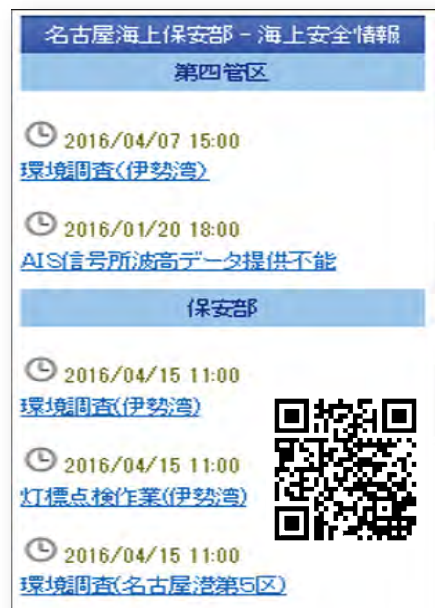 名古屋海上保安部 - 海上安全情報
第四管区
2016/04/07 15:00
環境調査(伊勢湾)
2016/01/20 18:00
AIS信号所波高データ提供不能
保安部
2016/04/15 11:00
環境調査(伊勢湾)
2016/04/15 11:00
灯標点検作業(伊勢湾)
2016/04/15 11:00
環境調査(名古屋港第5区)